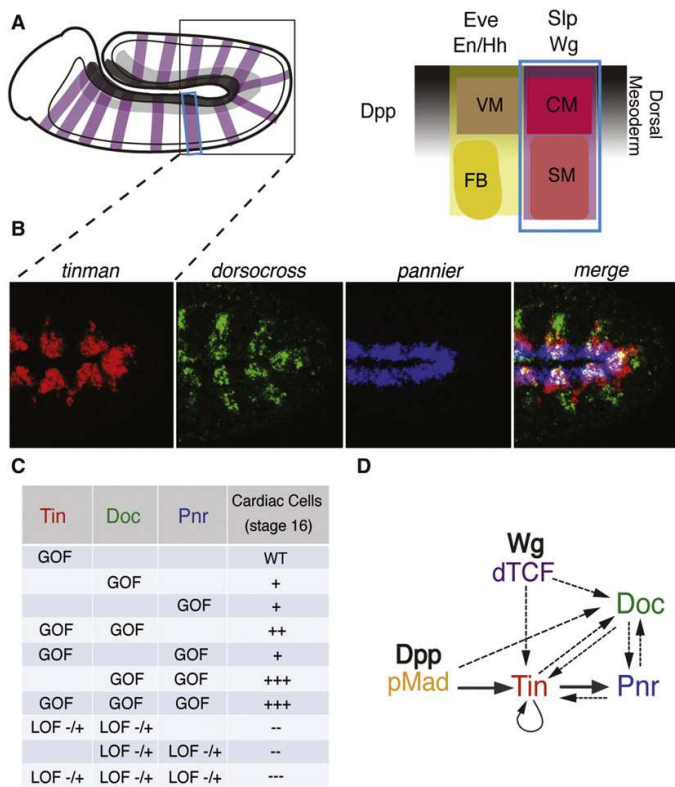 A
Eve
En/Hh
Slp
Wg
Dpp
VM
CM
FB
SM
Dorsal
Mesoderm
B
tinman
dorsocross
pannier
merge
C
Tin Doc Pnr Cardiac Cells
(stage 16)
GOF WT
GOF +
GOF +
GOF GOF ++
GOF GOF +
GOF GOF +++
GOF GOF GOF +++
LOF -/+ LOF -/+ --
LOF -/+ LOF -/+ --
LOF -/+ LOF -/+ LOF -/+ ---
D
Wg
dTCF
Doc
Dpp
pMad
Tin
Pnr